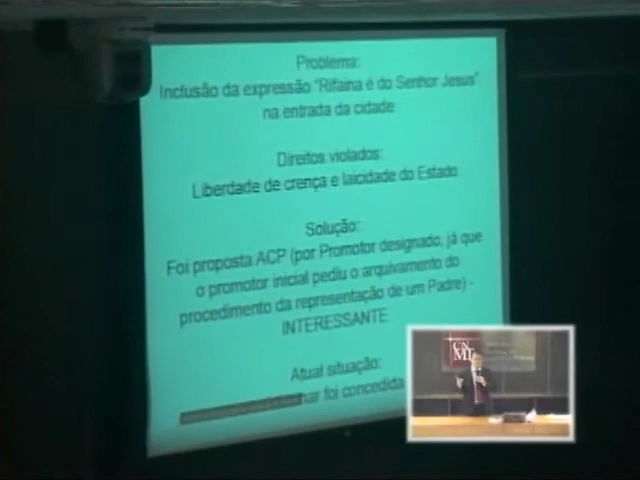 Problema:
Inclusão da expressão "Rifaina é do Senhor Jesus"
na entrada da cidade
Direitos violados:
Liberdade de crença e laicidade do Estado
Solução:
Foi proposta ACP (por Promotor designado, já que
o promotor inicial pediu o arquivamento do
procedimento da representação de um Padre) -
INTERESSANTE
Atual situação:
foi concedida